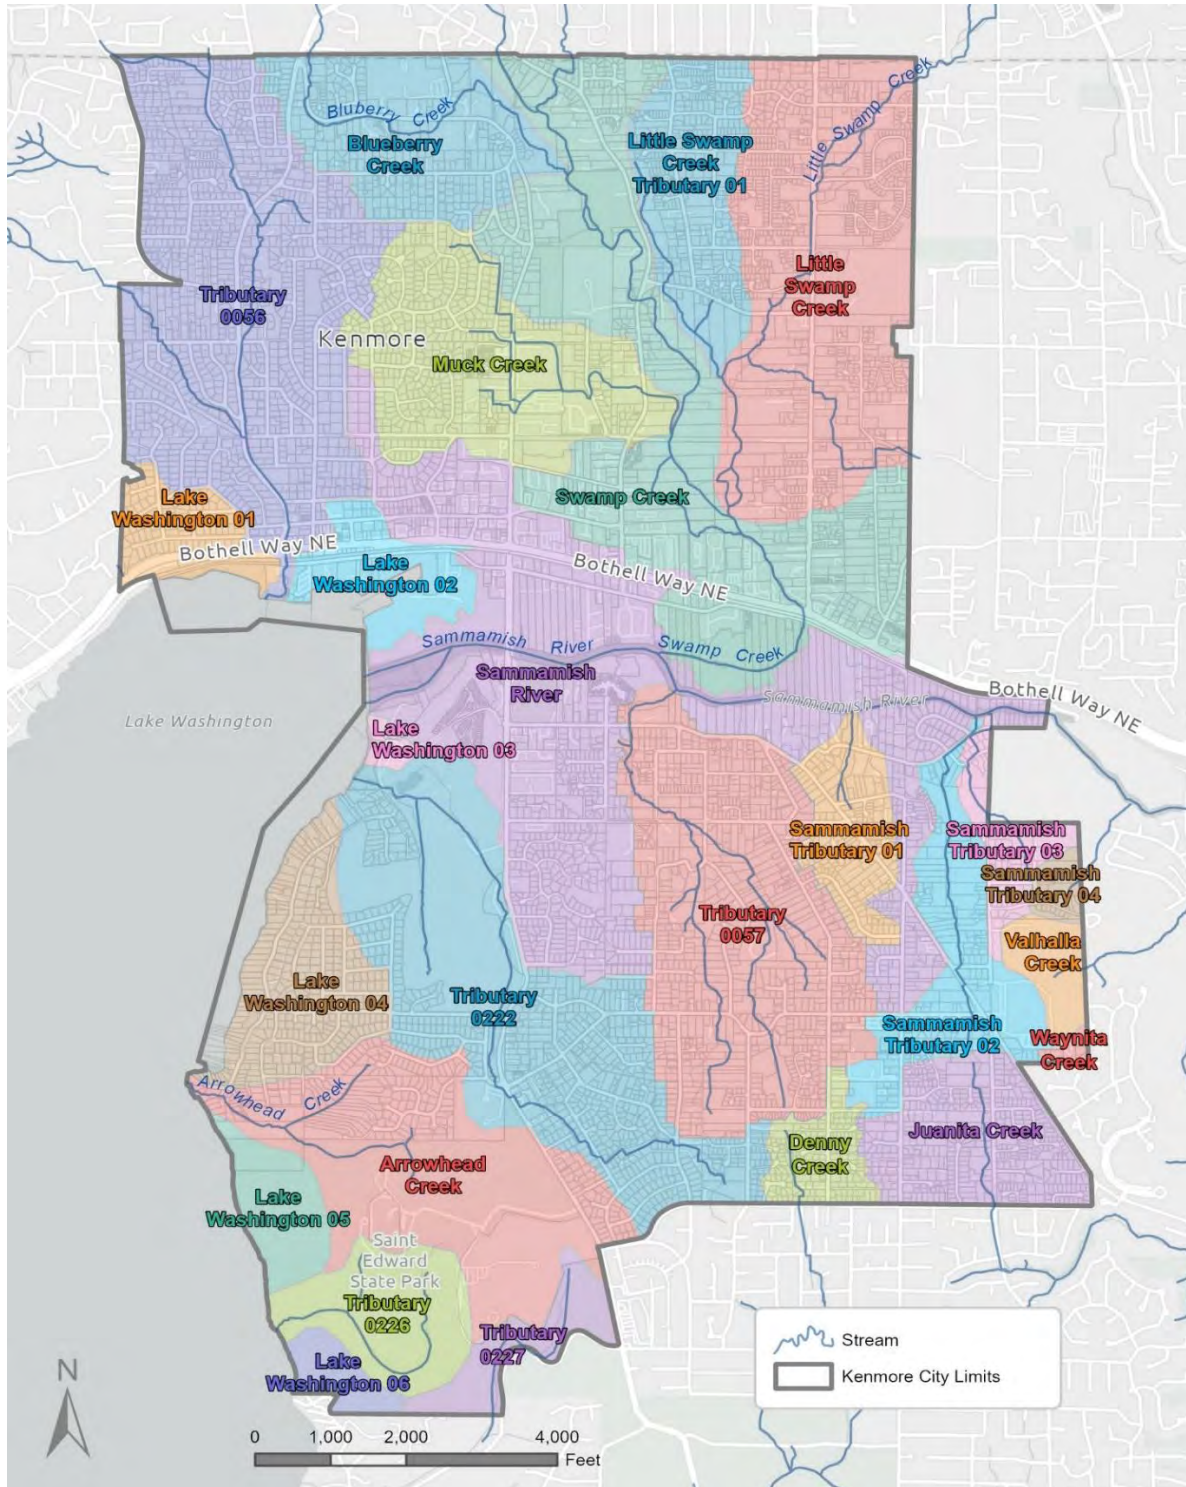 Bluberry Creek
Blueberry
Creek
Little Swamp
Creek
Tributary 01
Little Swamp Creek
Little
Swamp
Creek
Tributary
0056
Kenmore
Muck Creek
Swamp Creek
Lake
Washington 01
Bothell Way NE
Lake
Washington 02
Bothell Way NE
Sammamish River
Swamp Creek
Sammamish
River
Sammamish River
Bothell Way NE
Lake Washington
Lake
Washington 03
Sammamish
Tributary 01
Sammamish
Tributary 03
Sammamish
Tributary 04
Tributary
0057
Valhalla
Creek
Lake
Washington 04
Tributary
0222
Sammamish
Tributary 02
Waynita
Creek
Arrowhead Creek
Juanita Creek
Denny
Creek
Arrowhead
Creek
Lake
Washington 05
Saint
Edward
State Park
Tributary
0226
Tributary
0227
Lake
Washington 06
Stream
Kenmore City Limits
N
0 1,000 2,000 4,000
Feet